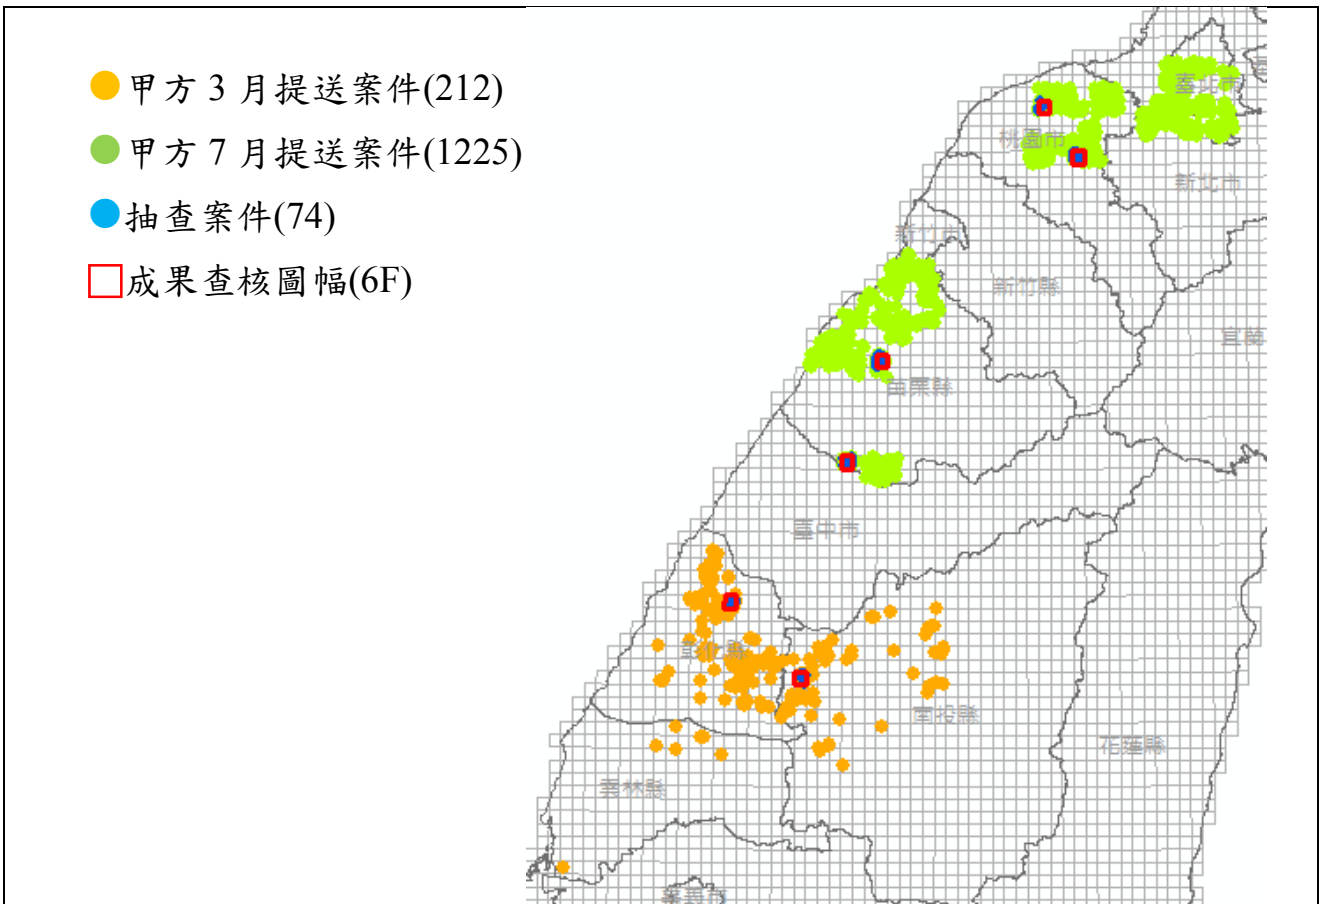 甲方 3 月提送案件(212)
甲方 7 月提送案件(1225)
抽查案件(74)
成果查核圖幅(6F)
臺北市
桃園市
新北市
新竹市
新竹縣
宜蘭
苗栗縣
臺中市
彰化縣
南投縣
花蓮縣
雲林縣
嘉義市